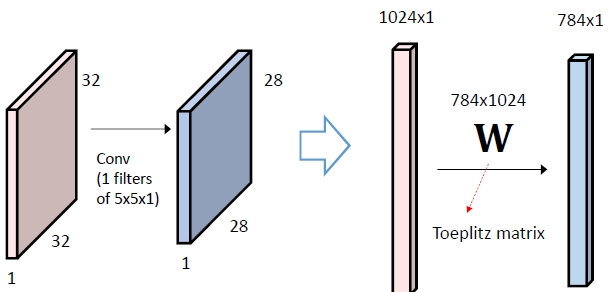 32
28
Conv
(1 filters
of 5x5x1)
32
28
1
1
1024x1
784x1
784x1024
W
Toeplitz matrix